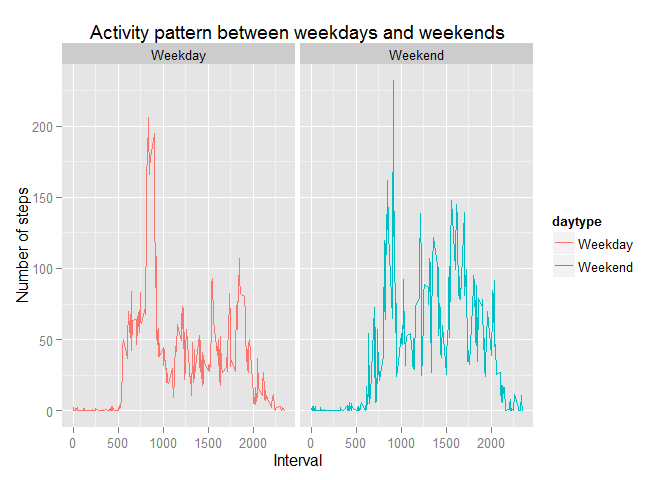 Activity pattern between weekdays and weekends
Weekday
Weekend
200
150
100
50
0
Number of steps
0 500 1000 1500 2000
0 500 1000 1500 2000
Interval
daytype
Weekday
Weekend